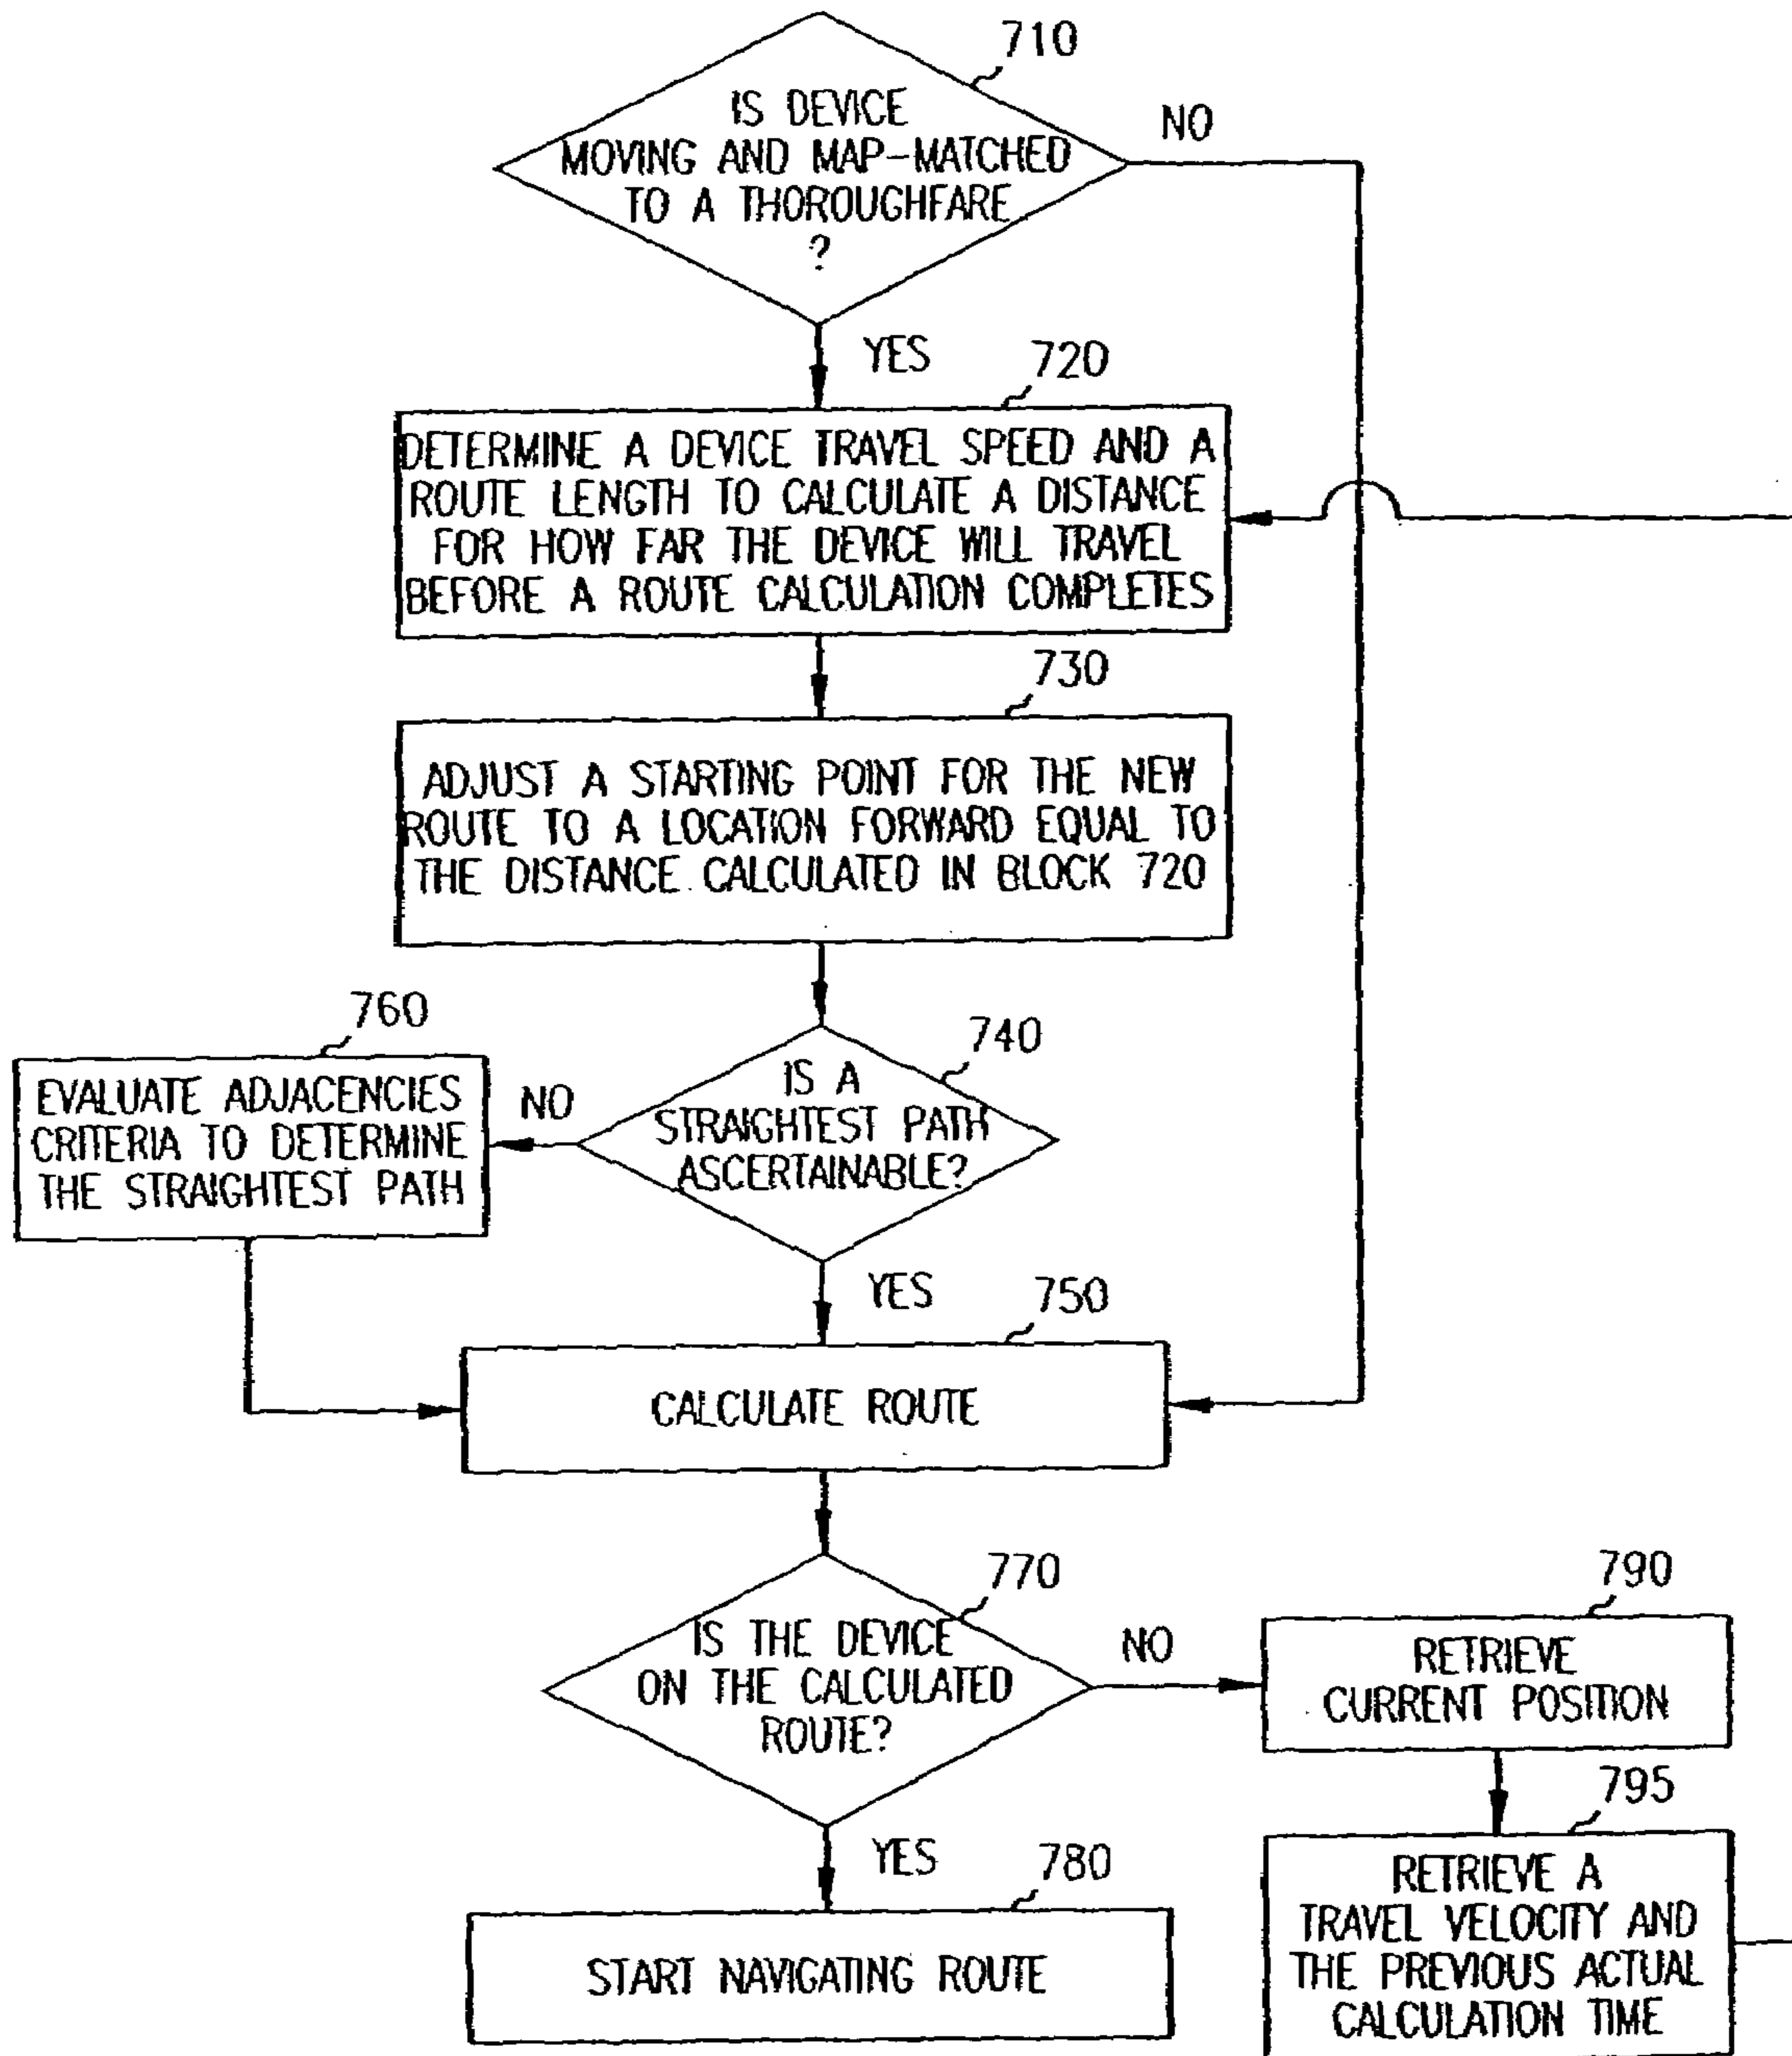 710
IS DEVICE
MOVING AND MAP-MATCHED
TO A THOROUGHFARE
?
NO
YES
720
DETERMINE A DEVICE TRAVEL SPEED AND A
ROUTE LENGTH TO CALCULATE A DISTANCE
FOR HOW FAR THE DEVICE WILL TRAVEL
BEFORE A ROUTE CALCULATION COMPLETES
730
ADJUST A STARTING POINT FOR THE NEW
ROUTE TO A LOCATION FORWARD EQUAL TO
THE DISTANCE CALCULATED IN BLOCK 720
760
EVALUATE ADJACENCIES
CRITERIA TO DETERMINE
THE STRAIGHTEST PATH
NO
740
IS A
STRAIGHTEST PATH
ASCERTAINABLE?
YES
750
CALCULATE ROUTE
770
IS THE DEVICE
ON THE CALCULATED
ROUTE?
NO
790
RETRIEVE
CURRENT POSITION
YES
780
START NAVIGATING ROUTE
795
RETRIEVE A
TRAVEL VELOCITY AND
THE PREVIOUS ACTUAL
CALCULATION TIME